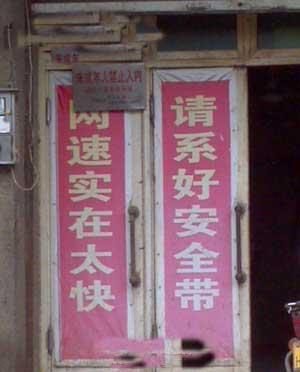 未成年人禁止入内
网速实在太快
请系好安全带